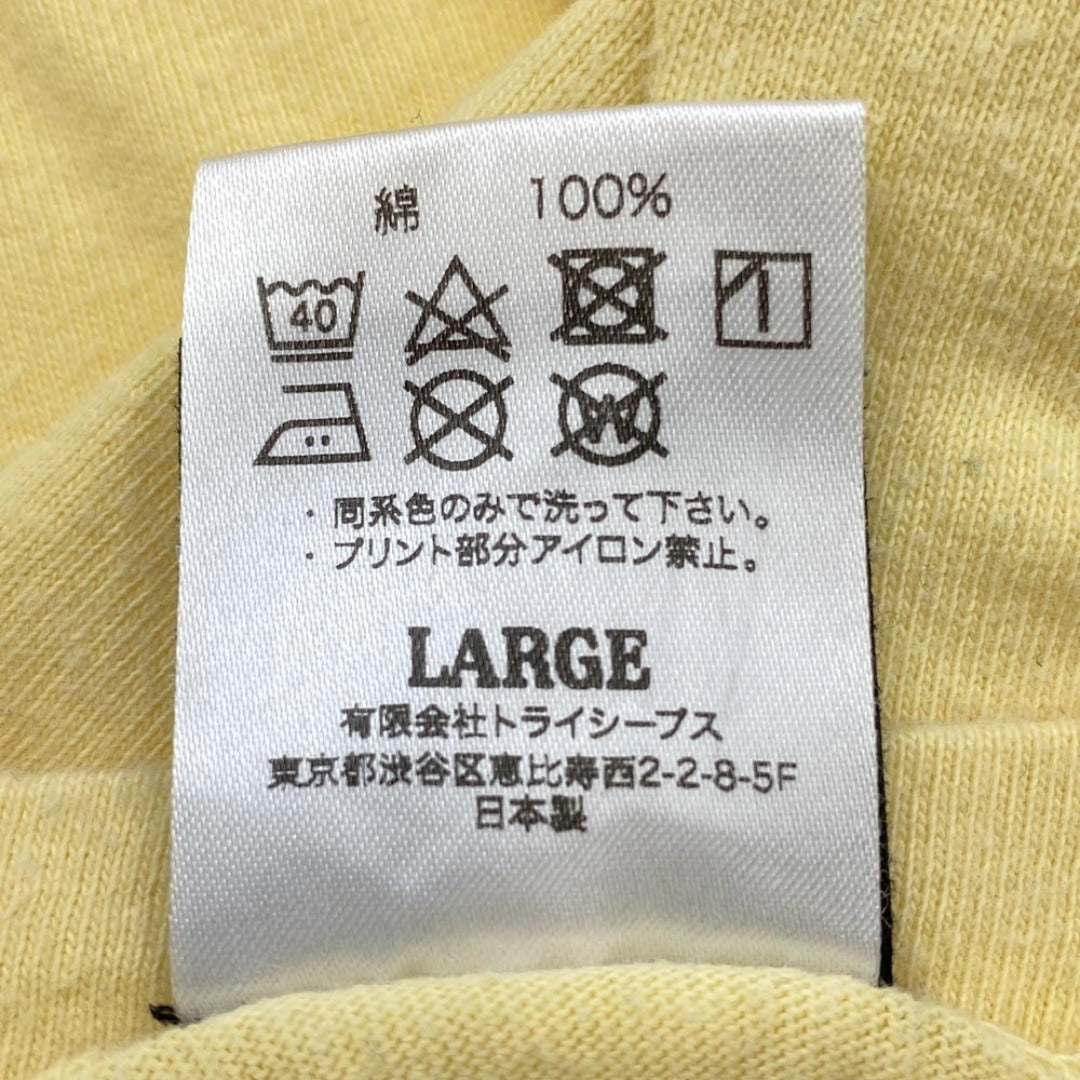 綿 100%
40
W
・同系色のみで洗って下さい。
・プリント部分アイロン禁止。
LARGE
有限会社トライシープス
東京都渋谷区恵比寿西2-2-8-5F
日本製